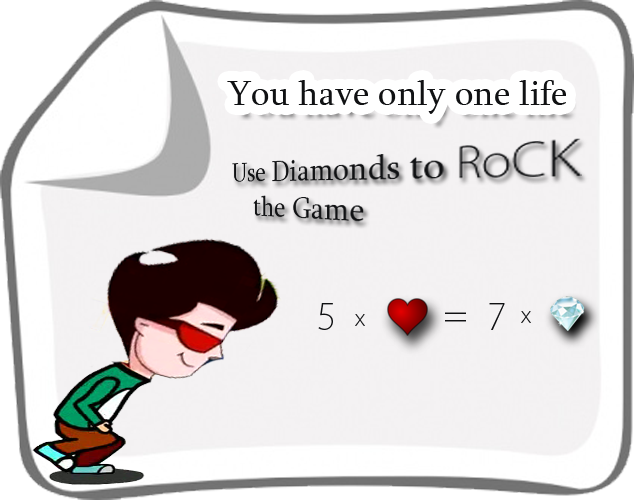 You have only one life
Use Diamonds to RoCK
the Game
5 x ❤ = 7 x 💎